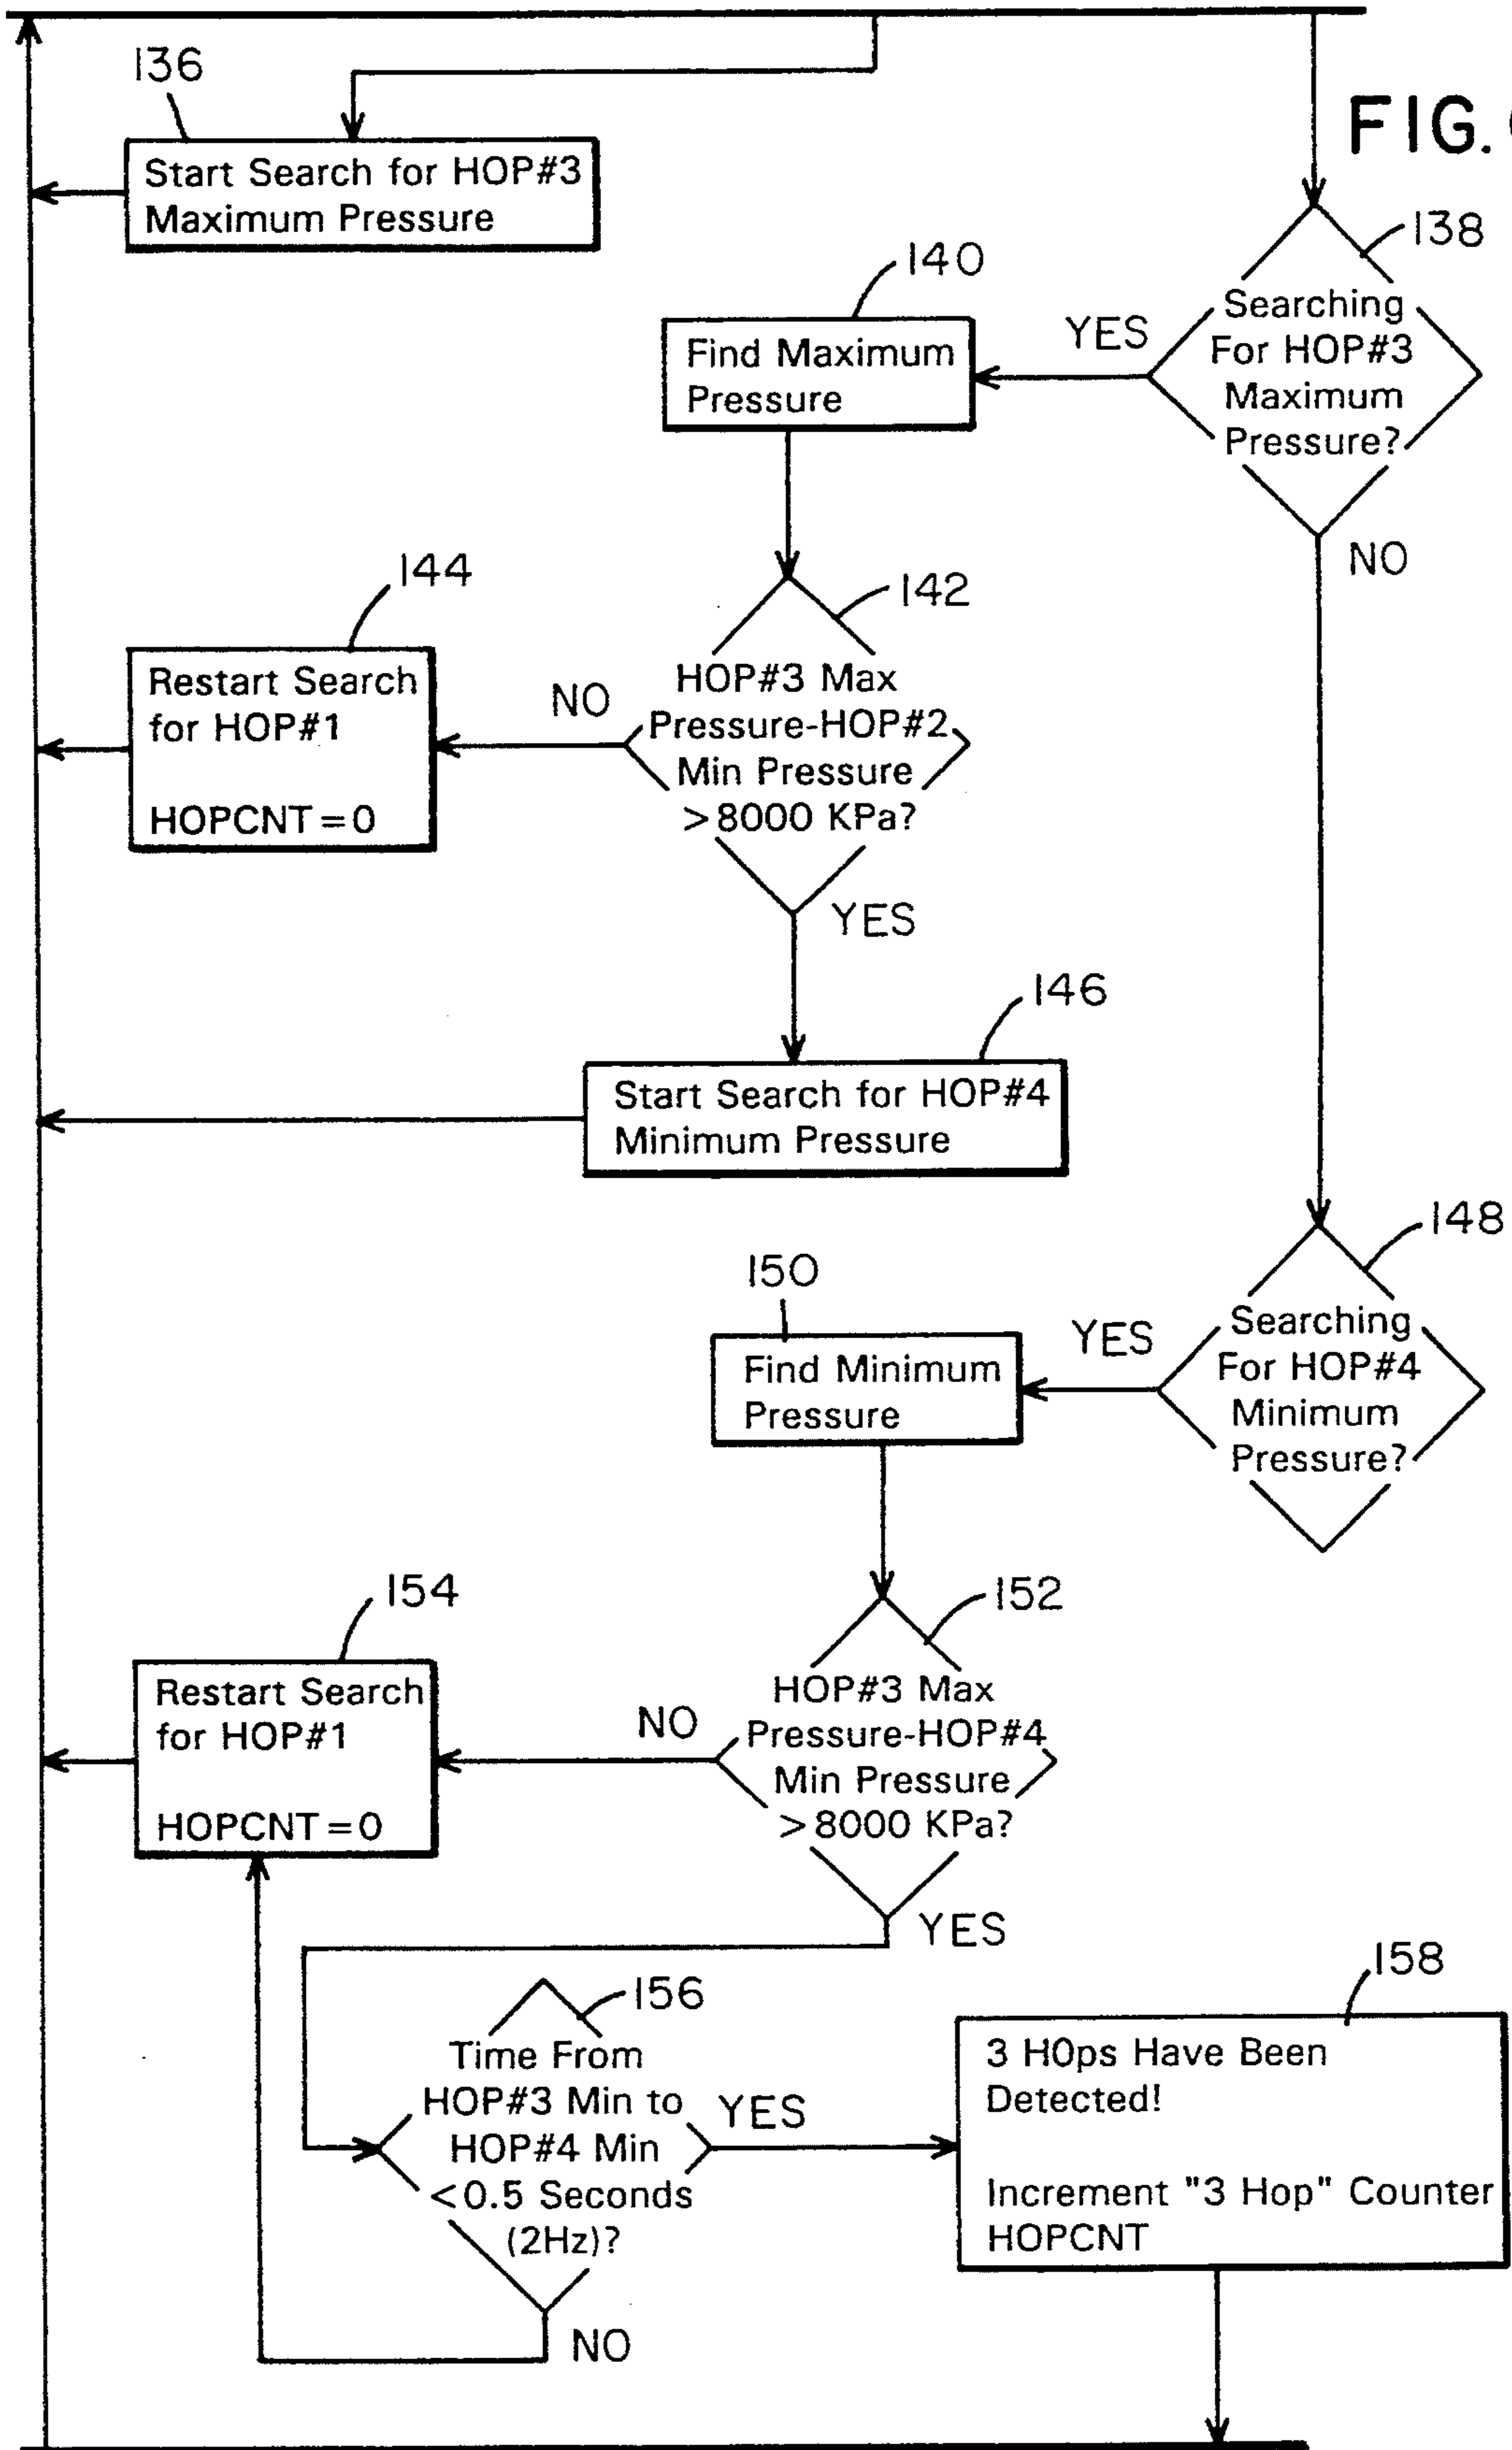 136
FIG.
Start Search for HOP#3
Maximum Pressure
138
140
Searching
For HOP#3
Maximum
Pressure?
YES
Find Maximum
Pressure
NO
144
142
Restart Search
for HOP#1
HOPCNT=0
NO
HOP#3 Max
Pressure-HOP#2
Min Pressure
>8000 KPa?
YES
146
Start Search for HOP#4
Minimum Pressure
148
150
Searching
For HOP#4
Minimum
Pressure?
YES
Find Minimum
Pressure
154
152
Restart Search
for HOP#1
HOPCNT=0
NO
HOP#3 Max
Pressure-HOP#4
Min Pressure
>8000 KPa?
YES
158
156
Time From
HOP#3 Min to
HOP#4 Min
<0.5 Seconds
(2Hz)?
YES
3 HOps Have Been
Detected!
Increment "3 Hop" Counter
HOPCNT
NO